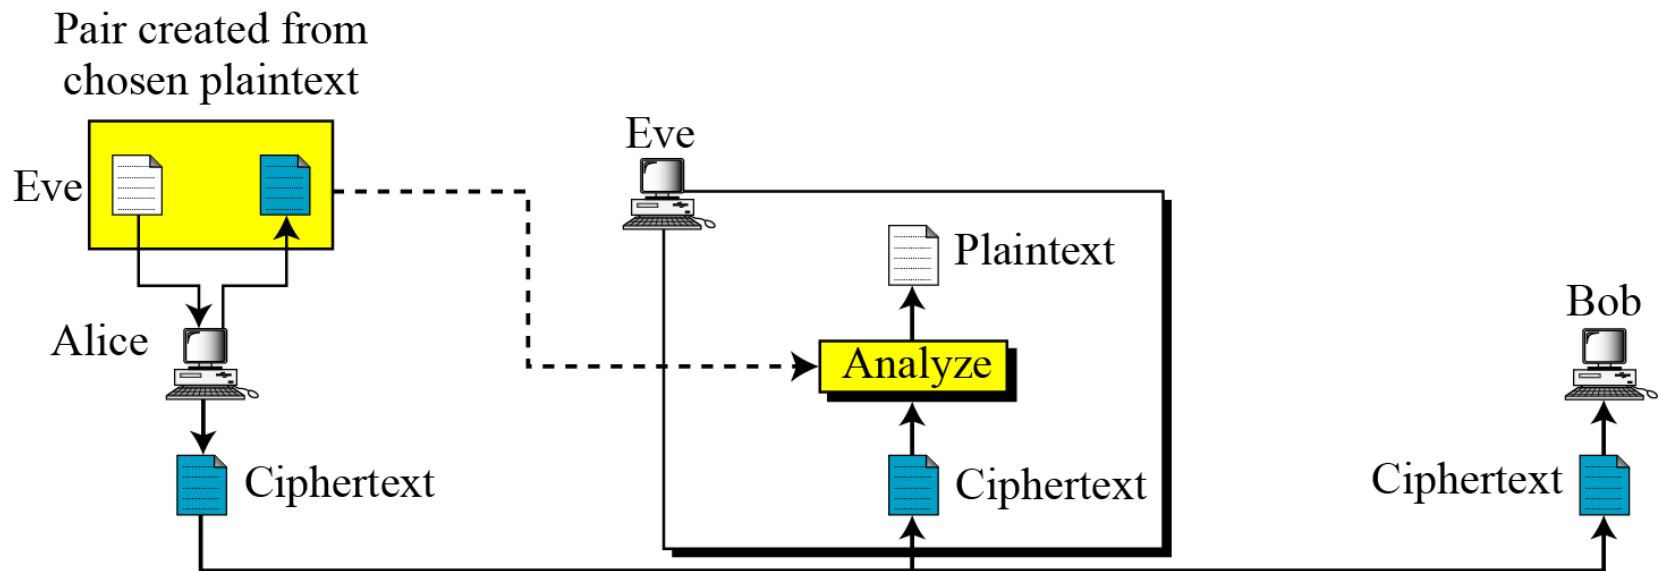 Pair created from
chosen plaintext
Eve
Eve
Plaintext
Bob
Alice
Analyze
Ciphertext
Ciphertext
Ciphertext